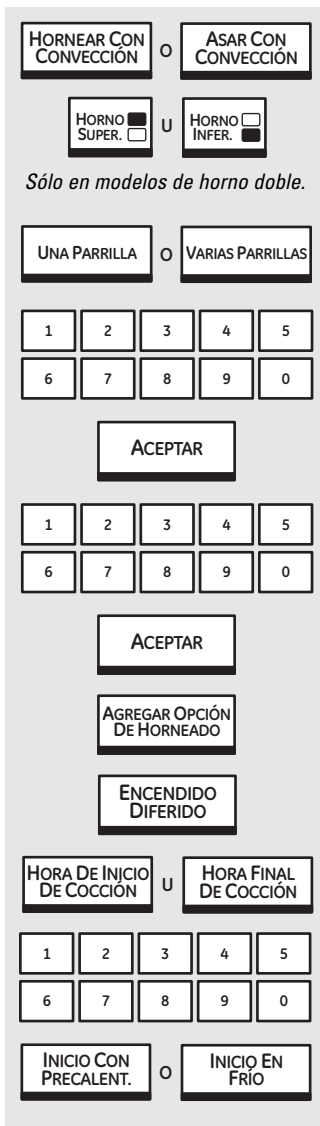 HORNEAR CON
CONVECCIÓN
O
ASAR CON
CONVECCIÓN
HORNO
SUPER.
U
HORNO
INFER.
Sólo en modelos de horno doble.
UNA PARRILLA
O
VARIAS PARRILLAS
1 2 3 4 5
6 7 8 9 0
ACEPTAR
1 2 3 4 5
6 7 8 9 0
ACEPTAR
AGREGAR OPCIÓN
DE HORNEADO
ENCENDIDO
DIFERIDO
HORA DE INICIO
DE COCCIÓN
U
HORA FINAL
DE COCCIÓN
1 2 3 4 5
6 7 8 9 0
INICIO CON
PRECALENT.
O
INICIO EN
FRÍO